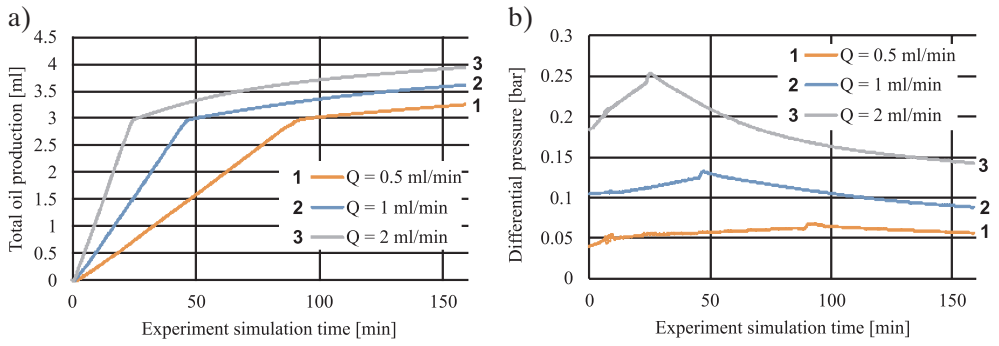 a)
Total oil production [ml]
4.5
4
3.5
3
2.5
2
1.5
1
0.5
0
0
50
100
150
Experiment simulation time [min]
3
2
1
1 Q = 0.5 ml/min
2 Q = 1 ml/min
3 Q = 2 ml/min
b)
Differential pressure [bar]
0.3
0.25
0.2
0.15
0.1
0.05
0
0
50
100
150
Experiment simulation time [min]
1 Q = 0.5 ml/min
2 Q = 1 ml/min
3 Q = 2 ml/min
3
2
1